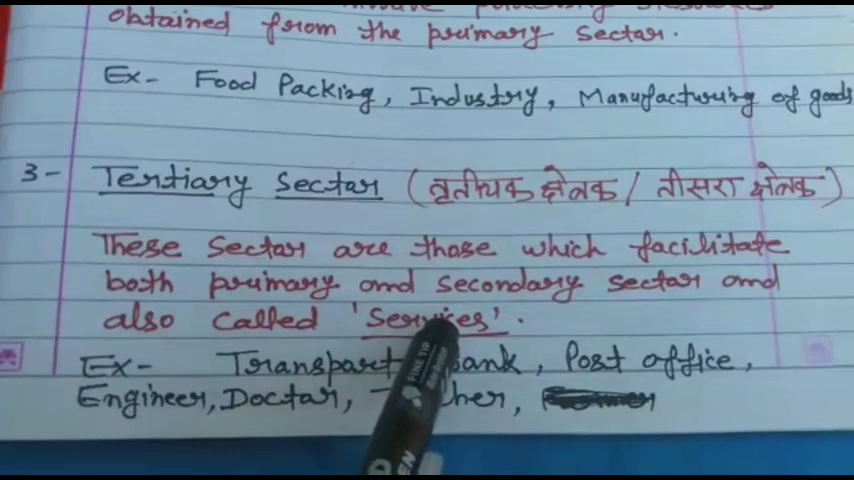 obtained from the primary sector.
Ex- Food Packing, Industry, Manufacturing of goods
3- Tertiary Sector (तृतीयक क्षेत्रक / तीसरा क्षेत्रक)
These sector are those which facilitate
both primary and secondary sector and
also called 'Services'.
Ex- Transport, Bank, Post office,
Engineer, Doctor,